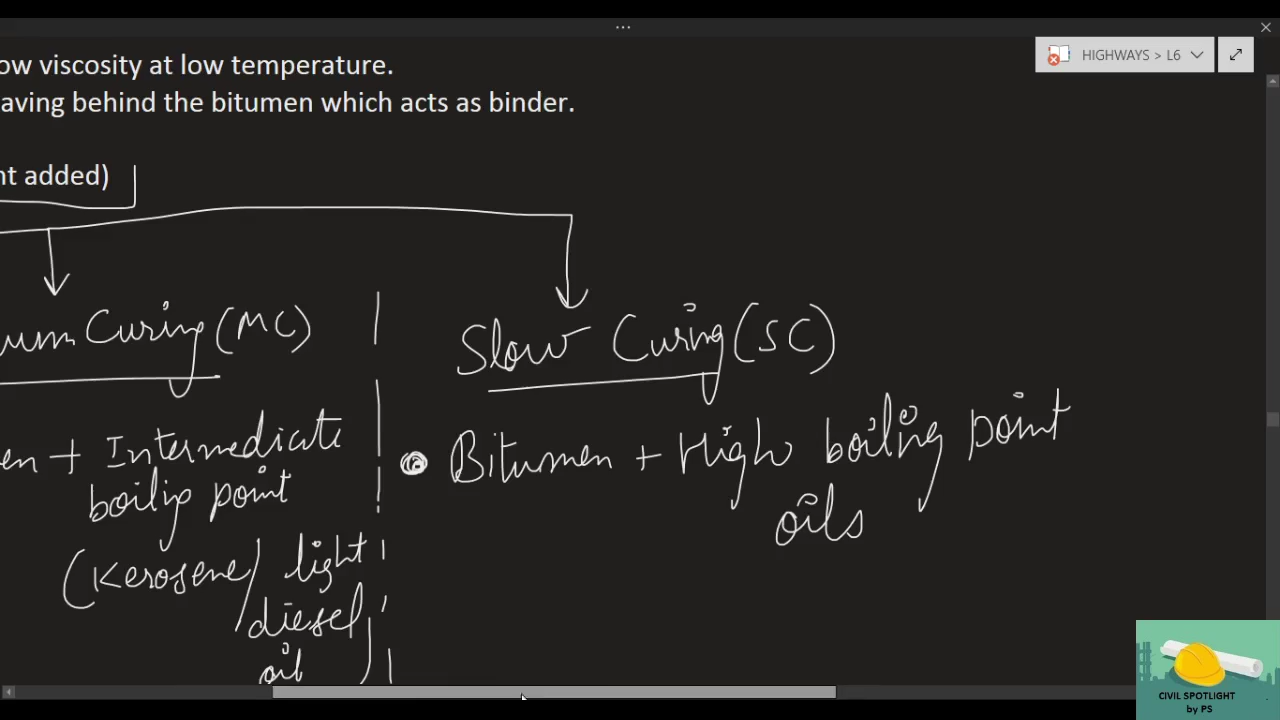 HIGHWAYS > L6
ow viscosity at low temperature.
aving behind the bitumen which acts as binder.
nt added)
um Curing (MC)
en + Intermediate
boiling point
(Kerosene/ light
diesel
oil
Slow Curing (SC)
Bitumen + High boiling point
oils
CIVIL SPOTLIGHT
by PS